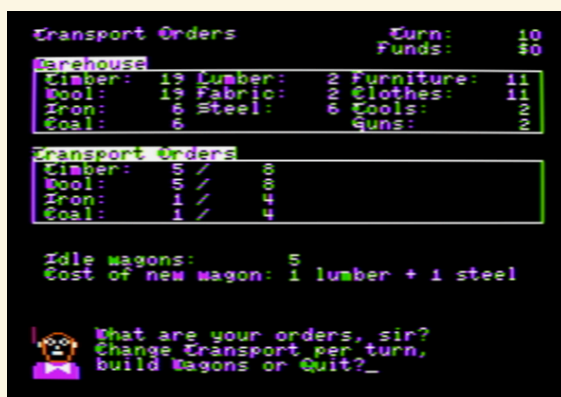 Transport Orders Turn: 10
Funds: $0
Warehouse
Timber: 19 Lumber: 2 Furniture: 11
Wool: 19 Fabric: 2 Clothes: 11
Iron: 6 Steel: 6 Tools: 2
Coal: 6 Guns: 2
Transport Orders
Timber: 5 / 8
Wool: 5 / 8
Iron: 1 / 4
Coal: 1 / 4
Idle wagons: 5
Cost of new wagon: 1 lumber + 1 steel
What are your orders, sir?
Change Transport per turn,
build Wagons or Quit?_